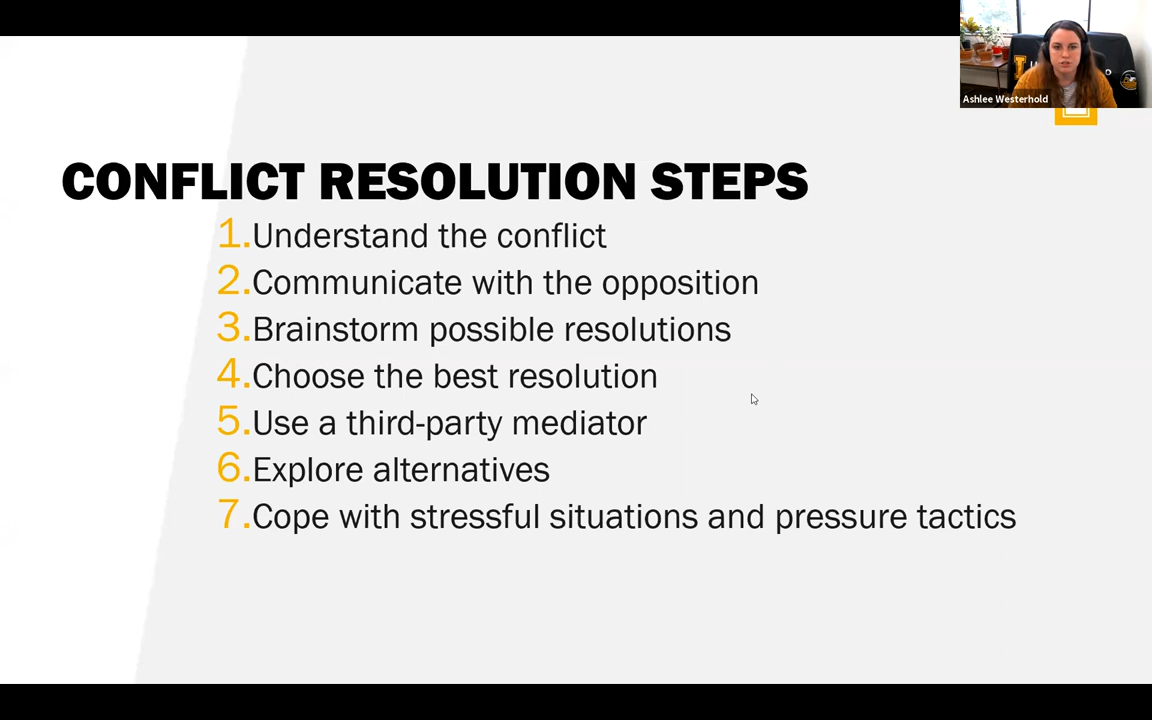 Ashlee Westerhold
CONFLICT RESOLUTION STEPS
1.Understand the conflict
2.Communicate with the opposition
3.Brainstorm possible resolutions
4.Choose the best resolution
5.Use a third-party mediator
6.Explore alternatives
7.Cope with stressful situations and pressure tactics